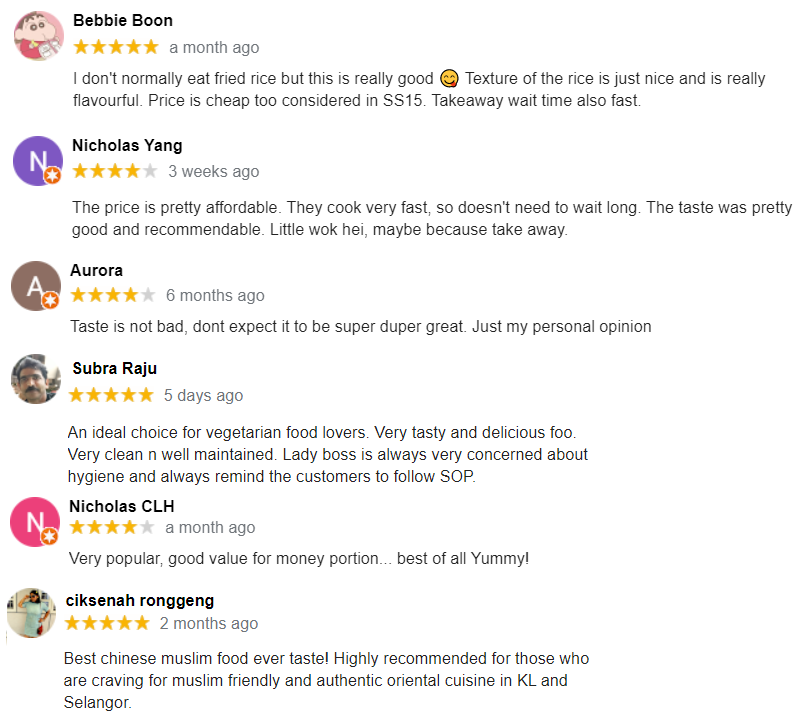 Bebbie Boon
a month ago
I don't normally eat fried rice but this is really good 😋 Texture of the rice is just nice and is really
flavourful. Price is cheap too considered in SS15. Takeaway wait time also fast.
N
Nicholas Yang
3 weeks ago
The price is pretty affordable. They cook very fast, so doesn't need to wait long. The taste was pretty
good and recommendable. Little wok hei, maybe because take away.
A
Aurora
6 months ago
Taste is not bad, dont expect it to be super duper great. Just my personal opinion
Subra Raju
5 days ago
An ideal choice for vegetarian food lovers. Very tasty and delicious foo.
Very clean n well maintained. Lady boss is always very concerned about
hygiene and always remind the customers to follow SOP.
N
Nicholas CLH
a month ago
Very popular, good value for money portion... best of all Yummy!
ciksenah ronggeng
2 months ago
Best chinese muslim food ever taste! Highly recommended for those who
are craving for muslim friendly and authentic oriental cuisine in KL and
Selangor.